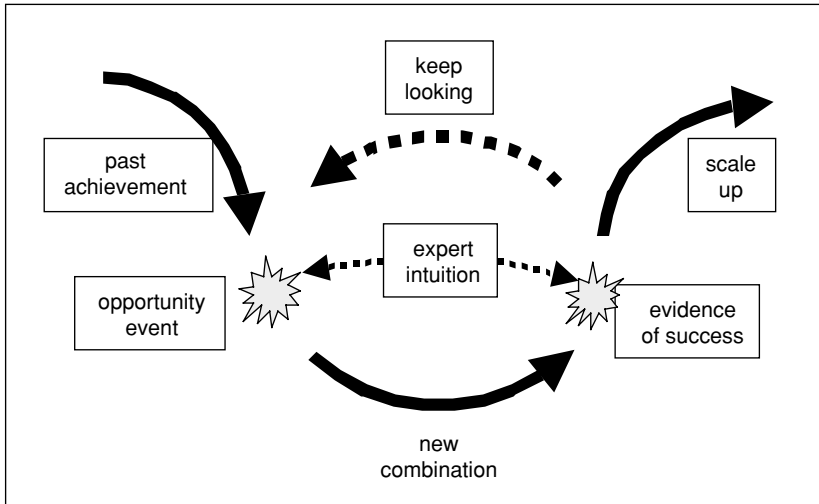 keep
looking
past
achievement
scale
up
expert
intuition
opportunity
event
evidence
of success
new
combination